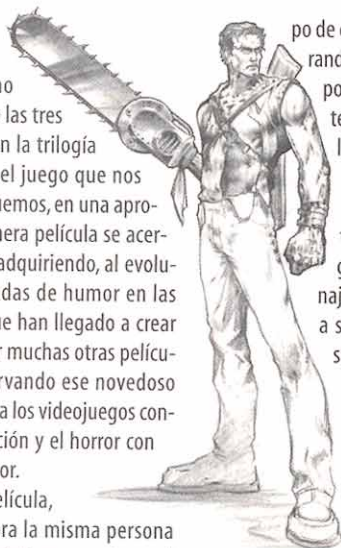 no
las tres
n la trilogía
el juego que nos
uemos, en una apro-
nera película se acer-
adquiriendo, al evolu-
das de humor en las
ue han llegado a crear
r muchas otras pelícu-
rvando ese novedoso
a los videojuegos con-
ción y el horror con
or.
elícula,
ra la misma persona
po de
rand
po
te
l
g
naj
a s
s